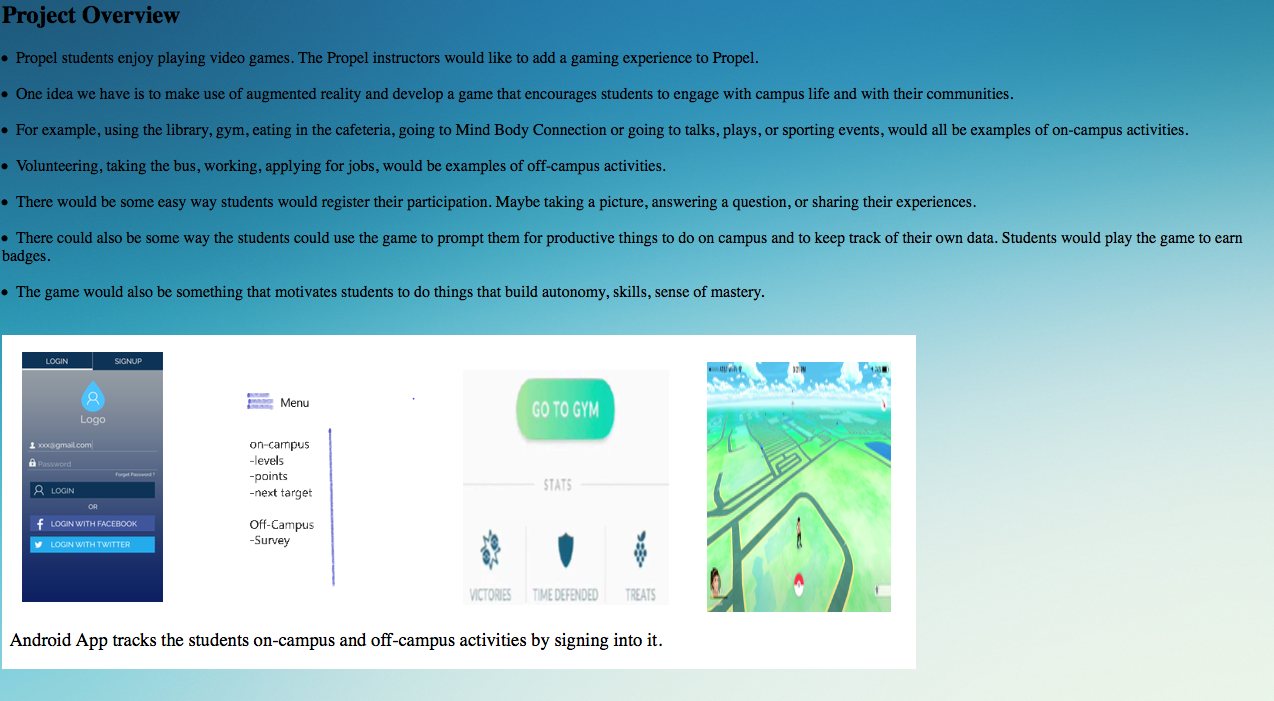 Project Overview
• Propel students enjoy playing video games. The Propel instructors would like to add a gaming experience to Propel.
• One idea we have is to make use of augmented reality and develop a game that encourages students to engage with campus life and with their communities.
• For example, using the library, gym, eating in the cafeteria, going to Mind Body Connection or going to talks, plays, or sporting events, would all be examples of on-campus activities.
• Volunteering, taking the bus, working, applying for jobs, would be examples of off-campus activities.
• There would be some easy way students would register their participation. Maybe taking a picture, answering a question, or sharing their experiences.
• There could also be some way the students could use the game to prompt them for productive things to do on campus and to keep track of their own data. Students would play the game to earn
badges.
• The game would also be something that motivates students to do things that build autonomy, skills, sense of mastery.
LOGIN SIGNUP
Logo
xxx@gmail.com
Password
Forgot Password ?
LOGIN
OR
LOGIN WITH FACEBOOK
LOGIN WITH TWITTER
Menu
on-campus
-levels
-points
-next target
Off-Campus
-Survey
GO TO GYM
STATS
VICTORIES TIME DEFENDED TREATS
Android App tracks the students on-campus and off-campus activities by signing into it.